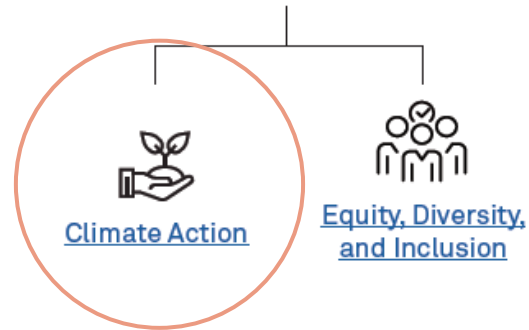 Climate Action
Equity, Diversity,
and Inclusion